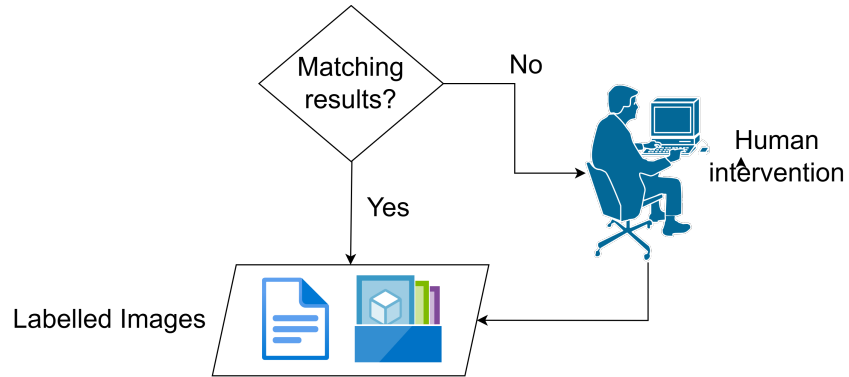 Matching
results?
No
Human
intervention
Yes
Labelled Images